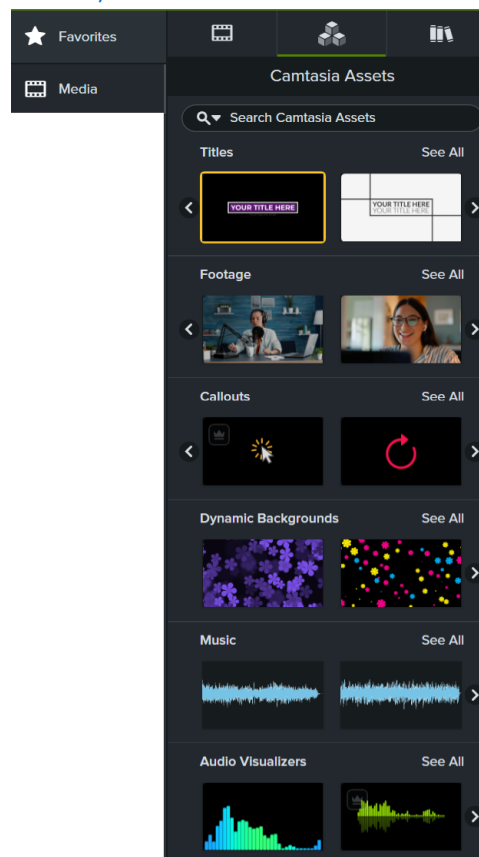 Favorites
Media
Camtasia Assets
Search Camtasia Assets
Titles See All
YOUR TITLE HERE
YOUR TITLE HERE
YOUR TITLE HERE
Footage See All
Callouts See All
Dynamic Backgrounds See All
Music See All
Audio Visualizers See All